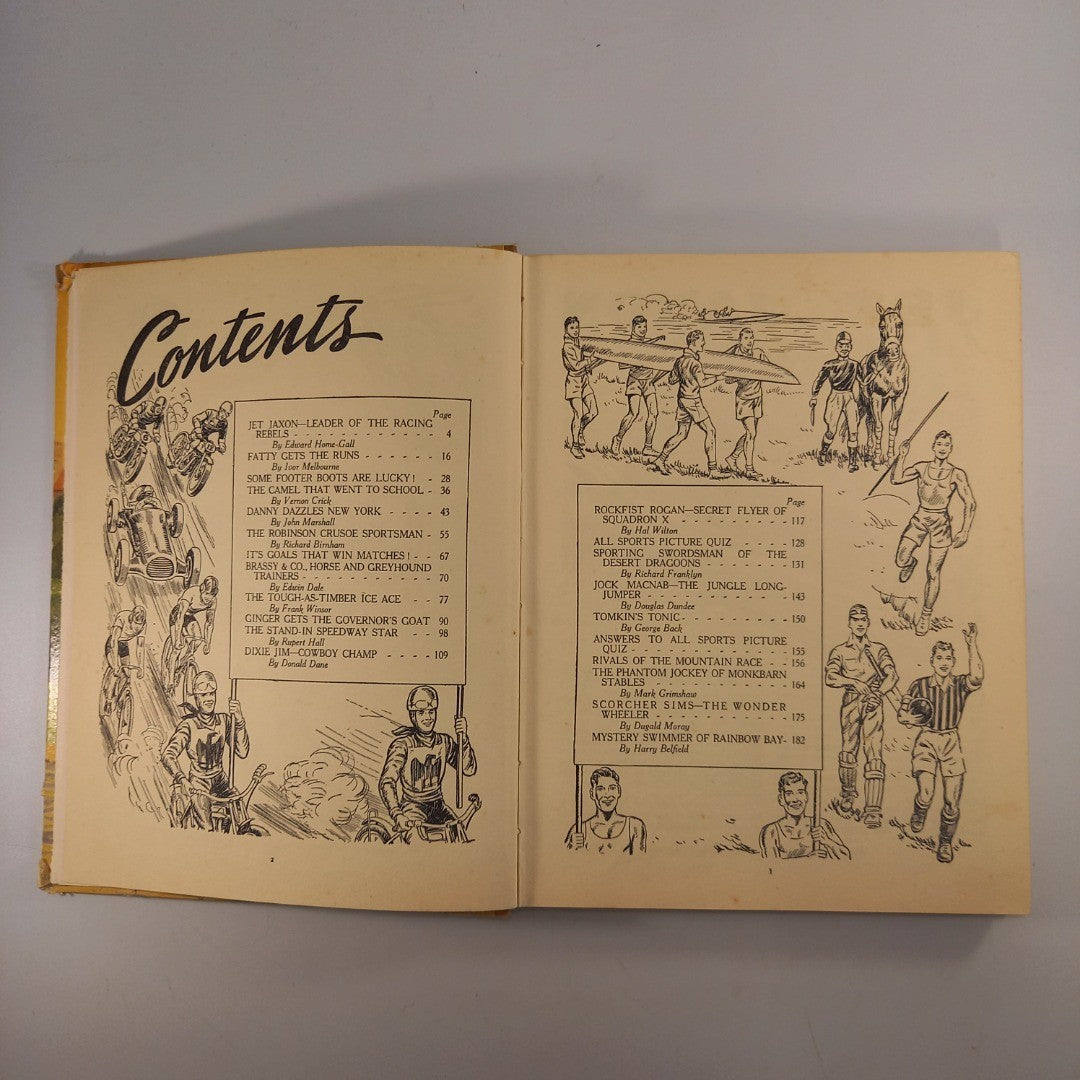 Contents
Page
JET JAXON—LEADER OF THE RACING
REBELS - - - - - - - - - - 4
By Edward Home-Gall
FATTY GETS THE RUNS - - - - - 16
By Ivor Melbourne
SOME FOOTER BOOTS ARE LUCKY! - 28
THE CAMEL THAT WENT TO SCHOOL - 36
By Vernon Crick
DANNY DAZZLES NEW YORK - - - - 43
By John Marshall
THE ROBINSON CRUSOE SPORTSMAN - 55
By Richard Birnham
IT'S GOALS THAT WIN MATCHES! - - 67
BRASSY & CO., HORSE AND GREYHOUND
TRAINERS - - - - - - - - - 70
By Edwin Dale
THE TOUGH-AS-TIMBER ICE ACE - - 77
By Frank Winsor
GINGER GETS THE GOVERNOR'S GOAT 90
THE STAND-IN SPEEDWAY STAR - - 98
By Rupert Hall
DIXIE JIM—COWBOY CHAMP - - - - 109
By Donald Dane
2
Page
ROCKFIST ROGAN—SECRET FLYER OF
SQUADRON X - - - - - - - - 117
By Hal Wilton
ALL SPORTS PICTURE QUIZ - - - - 128
SPORTING SWORDSMAN OF THE
DESERT DRAGOONS - - - - - - 131
By Richard Franklyn
JOCK MACNAB—THE JUNGLE LONG-
JUMPER - - - - - - - - - - 143
By Douglas Dundee
TOMKIN'S TONIC - - - - - - - - 150
By George Back
ANSWERS TO ALL SPORTS PICTURE
QUIZ - - - - - - - - - - - 155
RIVALS OF THE MOUNTAIN RACE - - 156
THE PHANTOM JOCKEY OF MONKBARN
STABLES - - - - - - - - - - 164
By Mark Grimshaw
SCORCHER SIMS—THE WONDER
WHEELER - - - - - - - - - 175
By Dugald Moray
MYSTERY SWIMMER OF RAINBOW BAY- 182
By Harry Belfield